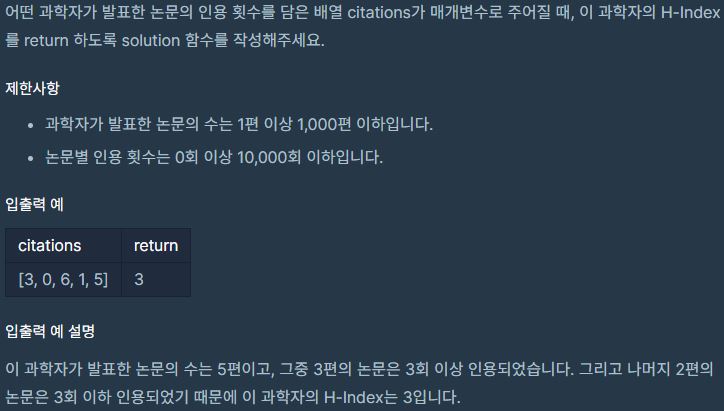 어떤 과학자가 발표한 논문의 인용 횟수를 담은 배열 citations가 매개변수로 주어질 때, 이 과학자의 H-Index
를 return 하도록 solution 함수를 작성해주세요.
제한사항
• 과학자가 발표한 논문의 수는 1편 이상 1,000편 이하입니다.
• 논문별 인용 횟수는 0회 이상 10,000회 이하입니다.
입출력 예
citations return
[3, 0, 6, 1, 5] 3
입출력 예 설명
이 과학자가 발표한 논문의 수는 5편이고, 그중 3편의 논문은 3회 이상 인용되었습니다. 그리고 나머지 2편의
논문은 3회 이하 인용되었기 때문에 이 과학자의 H-Index는 3입니다.